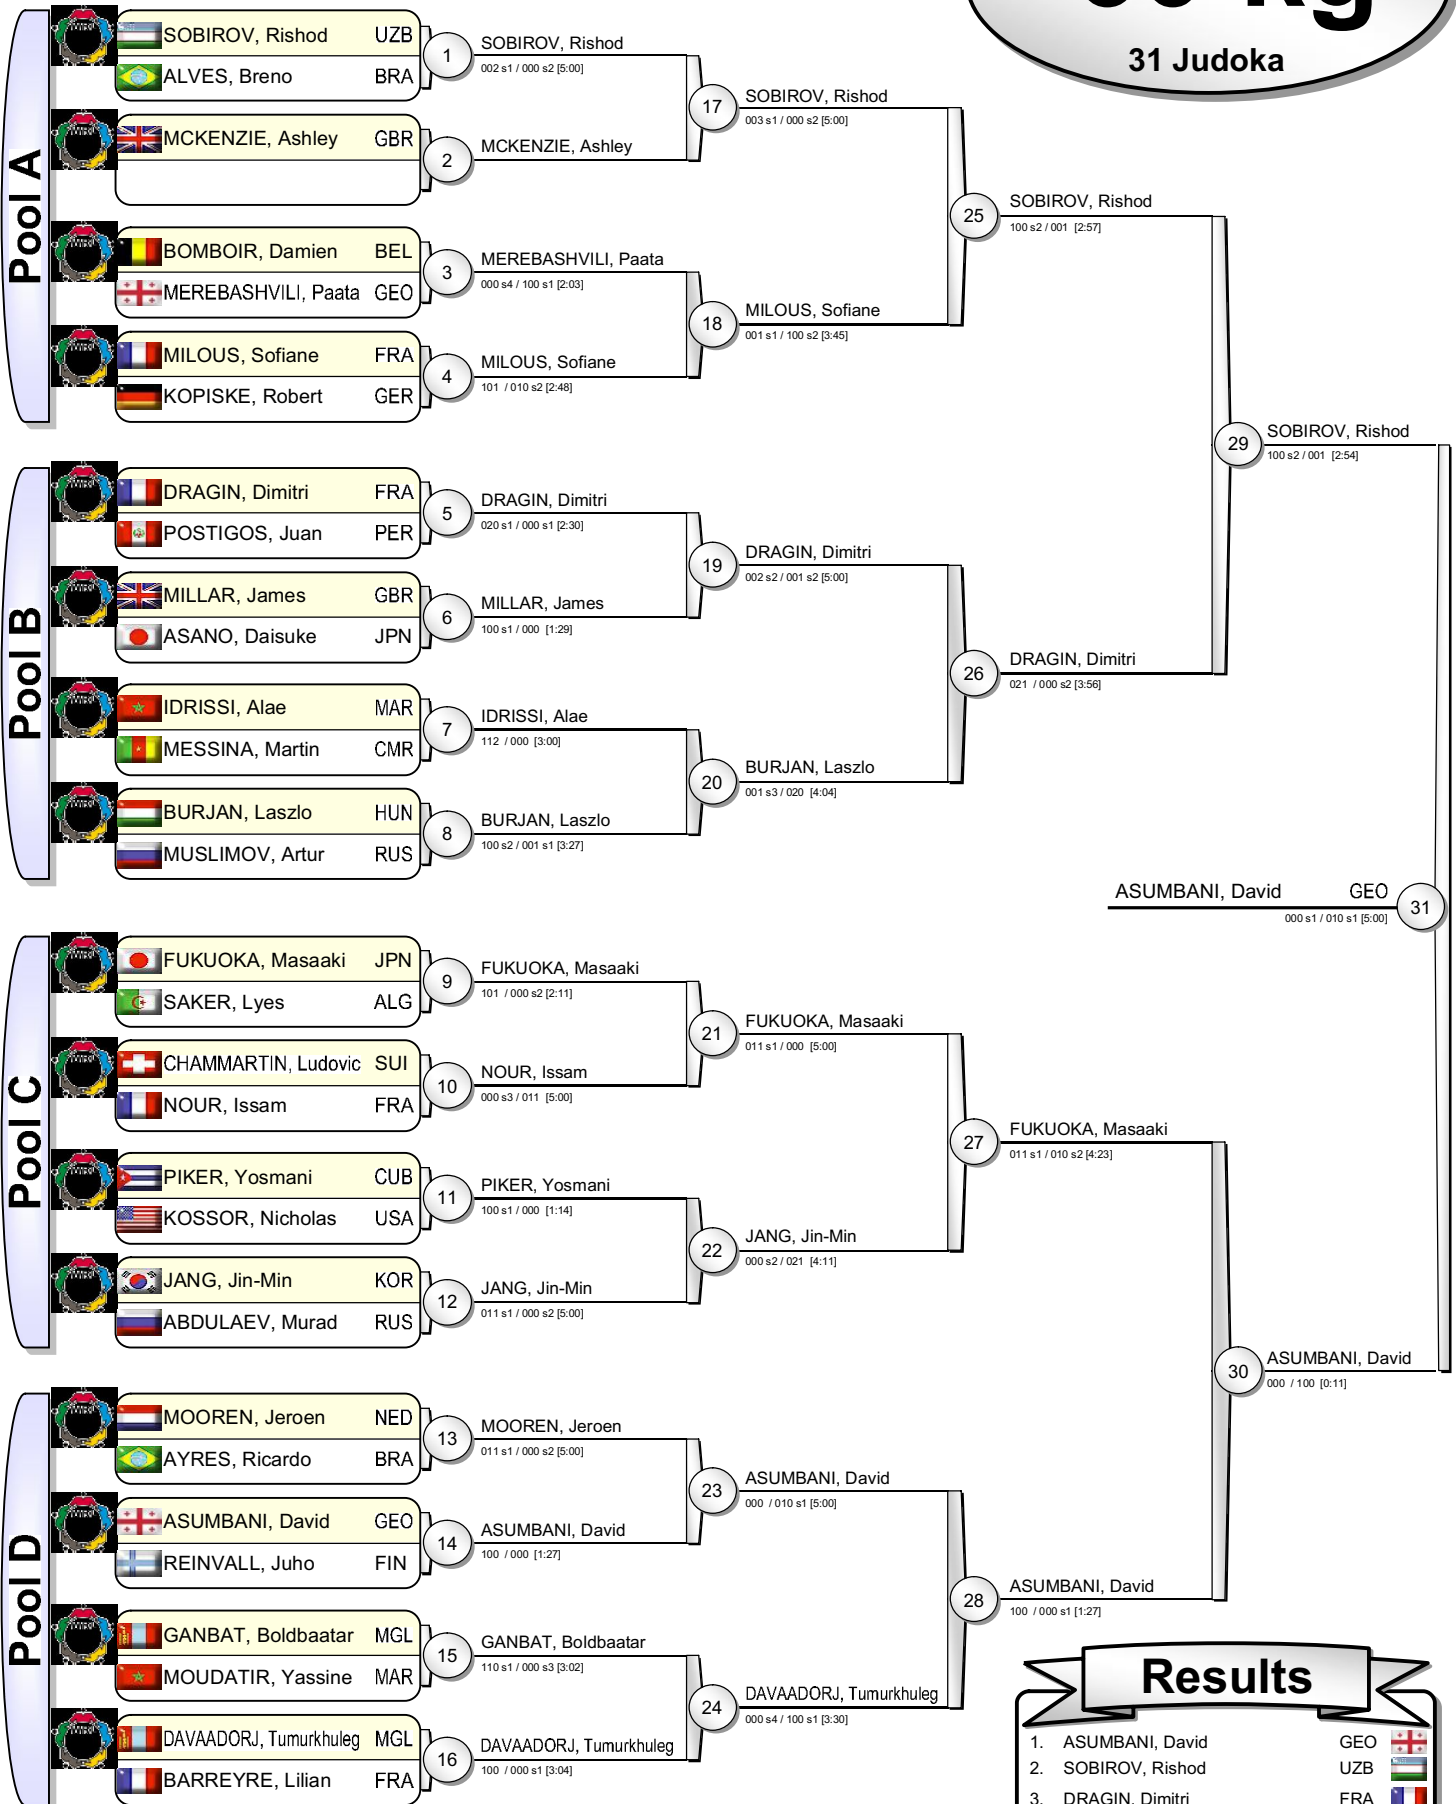 31 Judoka
Pool A
SOBIROV, Rishod UZB
ALVES, Breno BRA
1
SOBIROV, Rishod
002 s1 / 000 s2 [5:00]
MCKENZIE, Ashley GBR
2
MCKENZIE, Ashley
17
SOBIROV, Rishod
003 s1 / 000 s2 [5:00]
BOMBOIR, Damien BEL
MEREBASHVILI, Paata GEO
3
MEREBASHVILI, Paata
000 s4 / 100 s1 [2:03]
MILOUS, Sofiane FRA
KOPISKE, Robert GER
4
MILOUS, Sofiane
101 / 010 s2 [2:48]
18
MILOUS, Sofiane
001 s1 / 100 s2 [3:45]
25
SOBIROV, Rishod
100 s2 / 001 [2:57]
Pool B
DRAGIN, Dimitri FRA
POSTIGOS, Juan PER
5
DRAGIN, Dimitri
020 s1 / 000 s1 [2:30]
MILLAR, James GBR
ASANO, Daisuke JPN
6
MILLAR, James
100 s1 / 000 [1:29]
19
DRAGIN, Dimitri
002 s2 / 001 s2 [5:00]
IDRISSI, Alae MAR
MESSINA, Martin CMR
7
IDRISSI, Alae
112 / 000 [3:00]
BURJAN, Laszlo HUN
MUSLIMOV, Artur RUS
8
BURJAN, Laszlo
100 s2 / 001 s1 [3:27]
20
BURJAN, Laszlo
001 s3 / 020 [4:04]
26
DRAGIN, Dimitri
021 / 000 s2 [3:56]
29
SOBIROV, Rishod
100 s2 / 001 [2:54]
ASUMBANI, David GEO
000 s1 / 010 s1 [5:00]
31
Pool C
FUKUOKA, Masaaki JPN
SAKER, Lyes ALG
9
FUKUOKA, Masaaki
101 / 000 s2 [2:11]
CHAMMARTIN, Ludovic SUI
NOUR, Issam FRA
10
NOUR, Issam
000 s3 / 011 [5:00]
21
FUKUOKA, Masaaki
011 s1 / 000 [5:00]
PIKER, Yosmani CUB
KOSSOR, Nicholas USA
11
PIKER, Yosmani
100 s1 / 000 [1:14]
JANG, Jin-Min KOR
ABDULAEV, Murad RUS
12
JANG, Jin-Min
011 s1 / 000 s2 [5:00]
22
JANG, Jin-Min
000 s2 / 021 [4:11]
27
FUKUOKA, Masaaki
011 s1 / 010 s2 [4:23]
Pool D
MOOREN, Jeroen NED
AYRES, Ricardo BRA
13
MOOREN, Jeroen
011 s1 / 000 s2 [5:00]
ASUMBANI, David GEO
REINVALL, Juho FIN
14
ASUMBANI, David
100 / 000 [1:27]
23
ASUMBANI, David
000 / 010 s1 [5:00]
GANBAT, Boldbaatar MGL
MOUDATIR, Yassine MAR
15
GANBAT, Boldbaatar
110 s1 / 000 s3 [3:02]
DAVAADORJ, Tumurkhuleg MGL
BARREYRE, Lilian FRA
16
DAVAADORJ, Tumurkhuleg
100 / 000 s1 [3:04]
24
DAVAADORJ, Tumurkhuleg
000 s4 / 100 s1 [3:30]
28
ASUMBANI, David
100 / 000 s1 [1:27]
30
ASUMBANI, David
000 / 100 [0:11]
Results
1. ASUMBANI, David GEO
2. SOBIROV, Rishod UZB
3. DRAGIN, Dimitri FRA